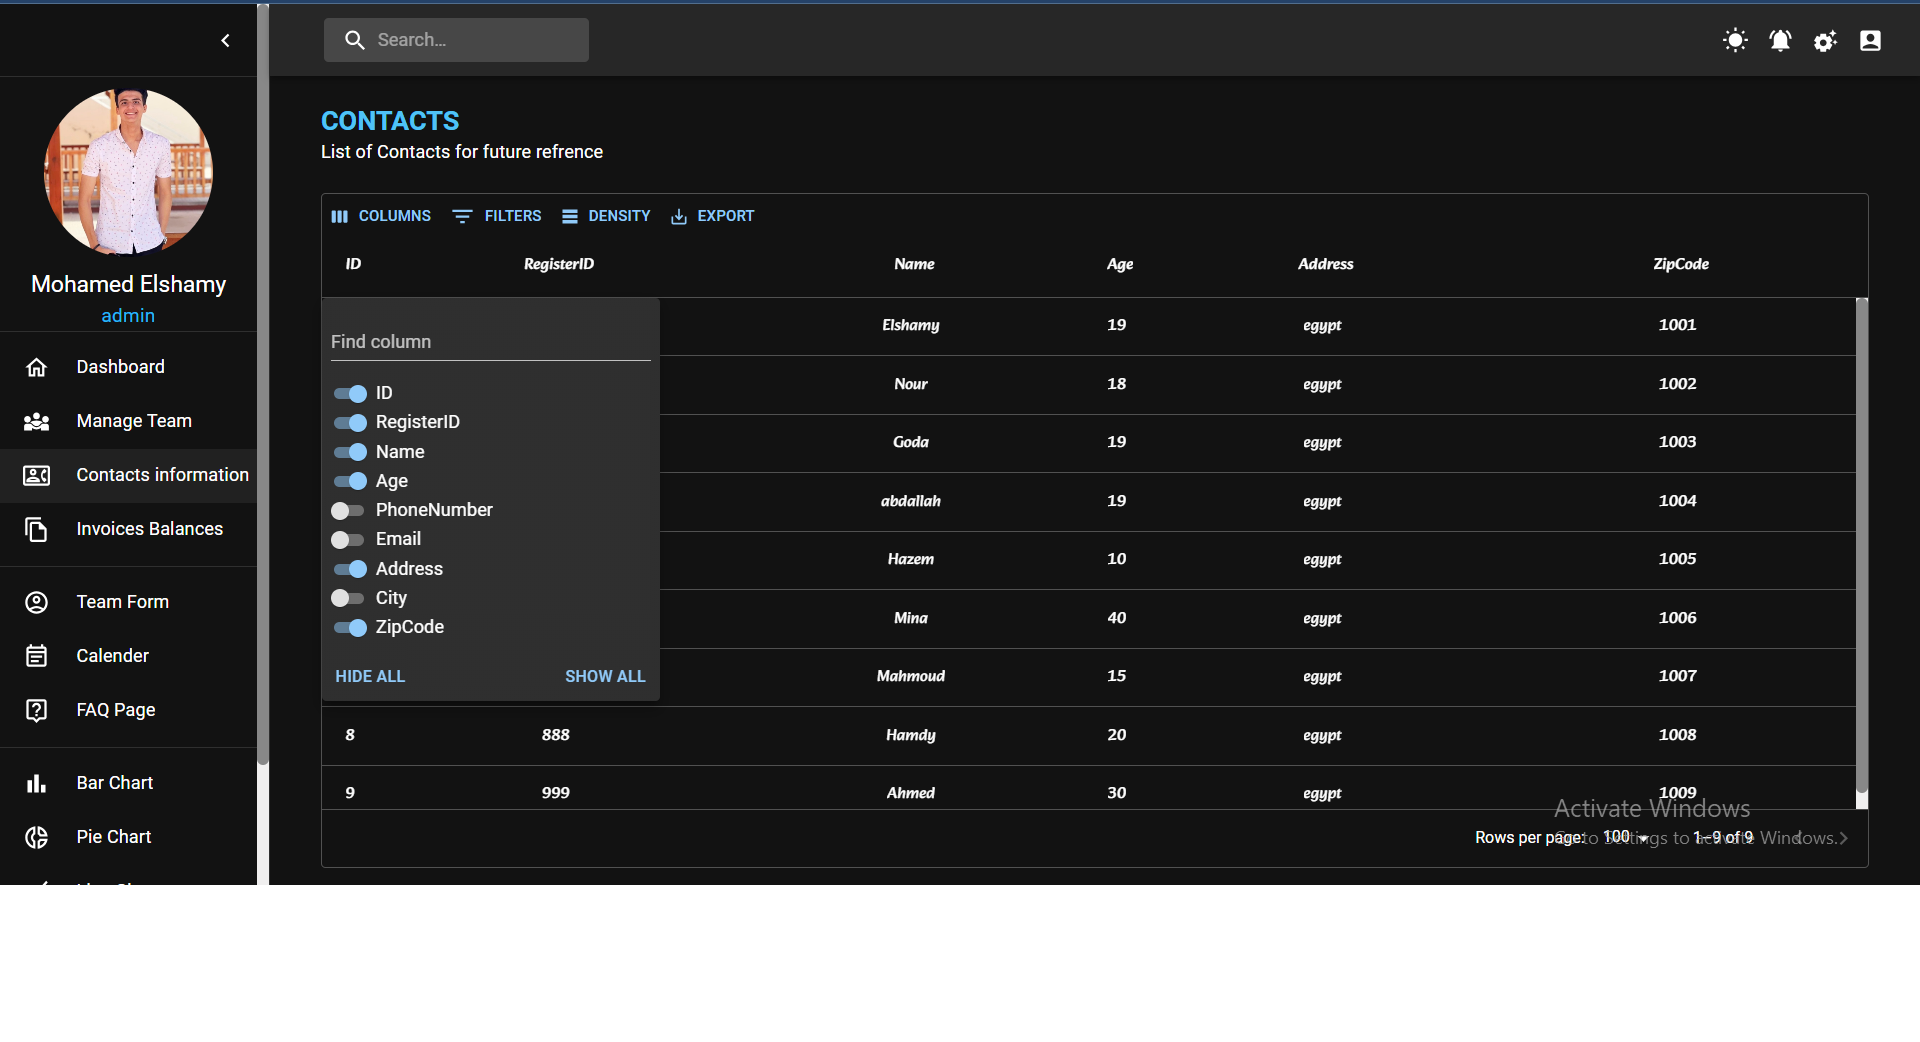 Search...
Mohamed Elshamy
admin
Dashboard
Manage Team
Contacts information
Invoices Balances
Team Form
Calender
FAQ Page
Bar Chart
Pie Chart
CONTACTS
List of Contacts for future refrence
COLUMNS FILTERS DENSITY EXPORT
ID RegisterID Name Age Address ZipCode
Find column
ID
RegisterID
Name
Age
PhoneNumber
Email
Address
City
ZipCode
HIDE ALL SHOW ALL
Elshamy 19 egypt 1001
Nour 18 egypt 1002
Goda 19 egypt 1003
abdallah 19 egypt 1004
Hazem 10 egypt 1005
Mina 40 egypt 1006
Mahmoud 15 egypt 1007
8 888 Hamdy 20 egypt 1008
9 999 Ahmed 30 egypt 1009
Activate Windows
Go to Settings to activate Windows.
Rows per page: 100 1–9 of 9